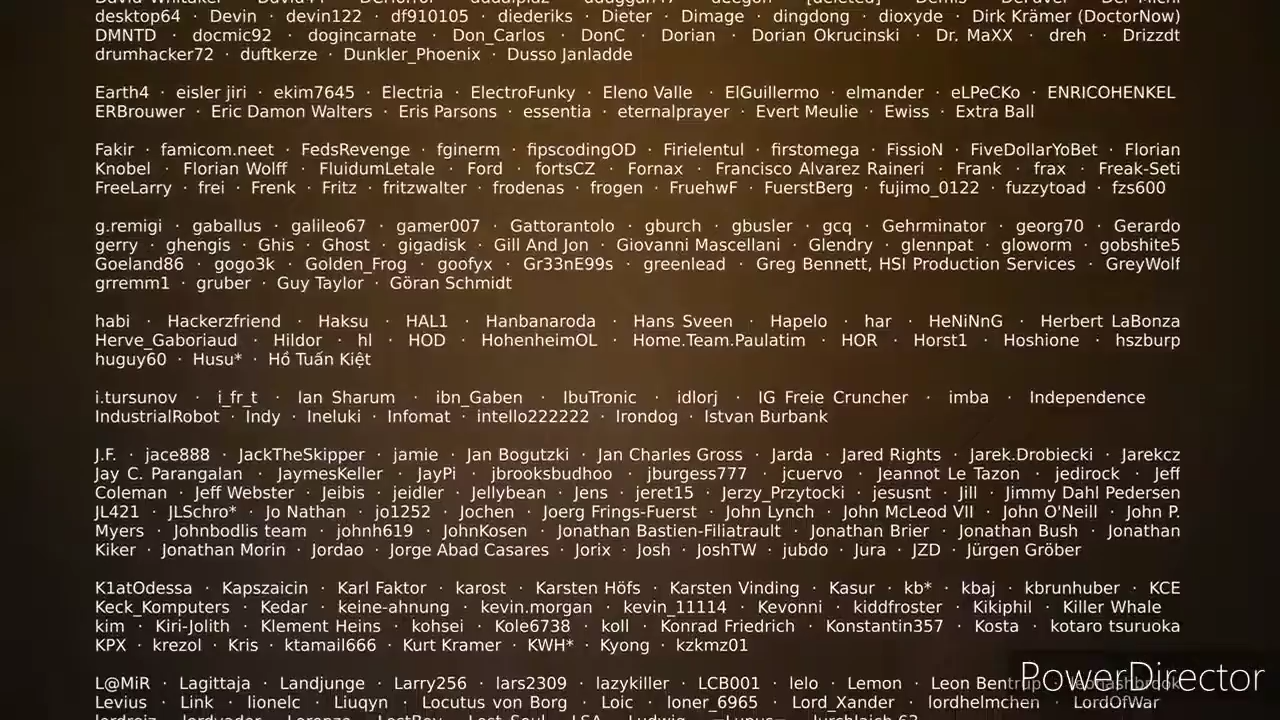 desktop64 · Devin · devin122 · df910105 · diederiks · Dieter · Dimage · dingdong · dioxyde · Dirk Krämer (DoctorNow)
DMNTD · docmic92 · dogincarnate · Don_Carlos · DonC · Dorian · Dorian Okrucinski · Dr. MaXX · dreh · Drizzdt
drumhacker72 · duftkerze · Dunkler_Phoenix · Dusso Janladde
Earth4 · eisler jiri · ekim7645 · Electria · ElectroFunky · Eleno Valle · ElGuillermo · elmander · eLPeCKo · ENRICOHENKEL
ERBrouwer · Eric Damon Walters · Eris Parsons · essentia · eternalprayer · Evert Meulie · Ewiss · Extra Ball
Fakir · famicom.neet · FedsRevenge · fginerm · fipscodingOD · Firielentul · firstomega · FissioN · FiveDollarYoBet · Florian
Knobel · Florian Wolff · FluidumLetale · Ford · fortsCZ · Fornax · Francisco Alvarez Raineri · Frank · frax · Freak-Seti
FreeLarry · frei · Frenk · Fritz · fritzwalter · frodenas · frogen · FruehwF · FuerstBerg · fujimo_0122 · fuzzytoad · fzs600
g.remigi · gaballus · galileo67 · gamer007 · Gattorantolo · gburch · gbusler · gcq · Gehrminator · georg70 · Gerardo
gerry · ghengis · Ghis · Ghost · gigadisk · Gill And Jon · Giovanni Mascellani · Glendry · glennpat · gloworm · gobshite5
Goeland86 · gogo3k · Golden_Frog · goofyx · Gr33nE99s · greenlead · Greg Bennett, HSI Production Services · GreyWolf
grremm1 · gruber · Guy Taylor · Göran Schmidt
habi · Hackerzfriend · Haksu · HAL1 · Hanbanaroda · Hans Sveen · Hapelo · har · HeNiNnG · Herbert LaBonza
Herve_Gaboriaud · Hildor · hl · HOD · HohenheimOL · Home.Team.Paulatim · HOR · Horst1 · Hoshione · hszburp
huguy60 · Husu* · Hồ Tuấn Kiệt
i.tursunov · i_fr_t · Ian Sharum · ibn_Gaben · IbuTronic · idlorj · IG Freie Cruncher · imba · Independence
IndustrialRobot · Indy · Ineluki · Infomat · intello222222 · Irondog · Istvan Burbank
J.F. · jace888 · JackTheSkipper · jamie · Jan Bogutzki · Jan Charles Gross · Jarda · Jared Rights · Jarek.Drobiecki · Jarekcz
Jay C. Parangalan · JaymesKeller · JayPi · jbrooksbudhoo · jburgess777 · jcuervo · Jeannot Le Tazon · jedirock · Jeff
Coleman · Jeff Webster · Jeibis · jeidler · Jellybean · Jens · jeret15 · Jerzy_Przytocki · jesusnt · Jill · Jimmy Dahl Pedersen
JL421 · JLSchro* · Jo Nathan · jo1252 · Jochen · Joerg Frings-Fuerst · John Lynch · John McLeod VII · John O'Neill · John P.
Myers · Johnbodlis team · johnh619 · JohnKosen · Jonathan Bastien-Filiatrault · Jonathan Brier · Jonathan Bush · Jonathan
Kiker · Jonathan Morin · Jordao · Jorge Abad Casares · Jorix · Josh · JoshTW · jubdo · Jura · JZD · Jürgen Gröber
K1atOdessa · Kapszaicin · Karl Faktor · karost · Karsten Höfs · Karsten Vinding · Kasur · kb* · kbaj · kbrunhuber · KCE
Keck_Komputers · Kedar · keine-ahnung · kevin.morgan · kevin_11114 · Kevonni · kiddfroster · Kikiphil · Killer Whale
kim · Kiri-Jolith · Klement Heins · kohsei · Kole6738 · koll · Konrad Friedrich · Konstantin357 · Kosta · kotaro tsuruoka
KPX · krezol · Kris · ktamail666 · Kurt Kramer · KWH* · Kyong · kzkmz01
L@MiR · Lagittaja · Landjunge · Larry256 · lars2309 · lazykiller · LCB001 · lelo · Lemon · Leon
Levius · Link · lionelc · Liuqyn · Locutus von Borg · Loic · loner_6965 · Lord_Xander · lordhelmchen · LordOfWar
PowerDirector